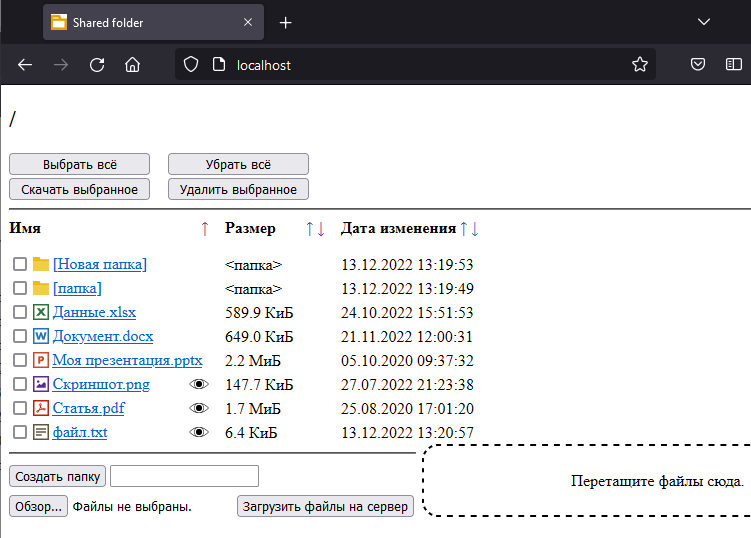 Shared folder
localhost
/
Выбрать всё Убрать всё
Скачать выбранное Удалить выбранное
Имя ↑ Размер ↑↓ Дата изменения ↑↓
[Новая папка] <папка> 13.12.2022 13:19:53
[папка] <папка> 13.12.2022 13:19:49
Данные.xlsx 589.9 КиБ 24.10.2022 15:51:53
Документ.docx 649.0 КиБ 21.11.2022 12:00:31
Моя презентация.pptx 2.2 МиБ 05.10.2020 09:37:32
Скриншот.png 147.7 КиБ 27.07.2022 21:23:38
Статья.pdf 1.7 МиБ 25.08.2020 17:01:20
файл.txt 6.4 КиБ 13.12.2022 13:20:57
Создать папку
Перетащите файлы сюда.
Обзор... Файлы не выбраны. Загрузить файлы на сервер